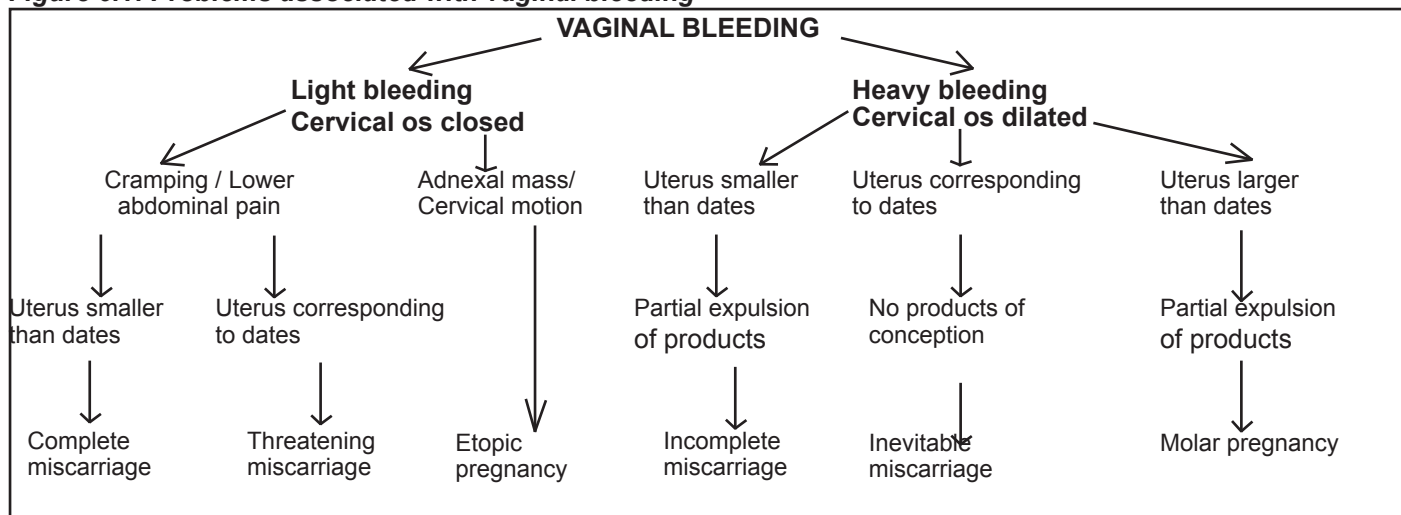 VAGINAL BLEEDING
Light bleeding
Cervical os closed
Heavy bleeding
Cervical os dilated
Cramping / Lower
abdominal pain
Adnexal mass/
Cervical motion
Uterus smaller
than dates
Uterus corresponding
to dates
Uterus larger
than dates
Uterus smaller
than dates
Uterus corresponding
to dates
Partial expulsion
of products
No products of
conception
Partial expulsion
of products
Complete
miscarriage
Threatening
miscarriage
Etopic
pregnancy
Incomplete
miscarriage
Inevitable
miscarriage
Molar pregnancy